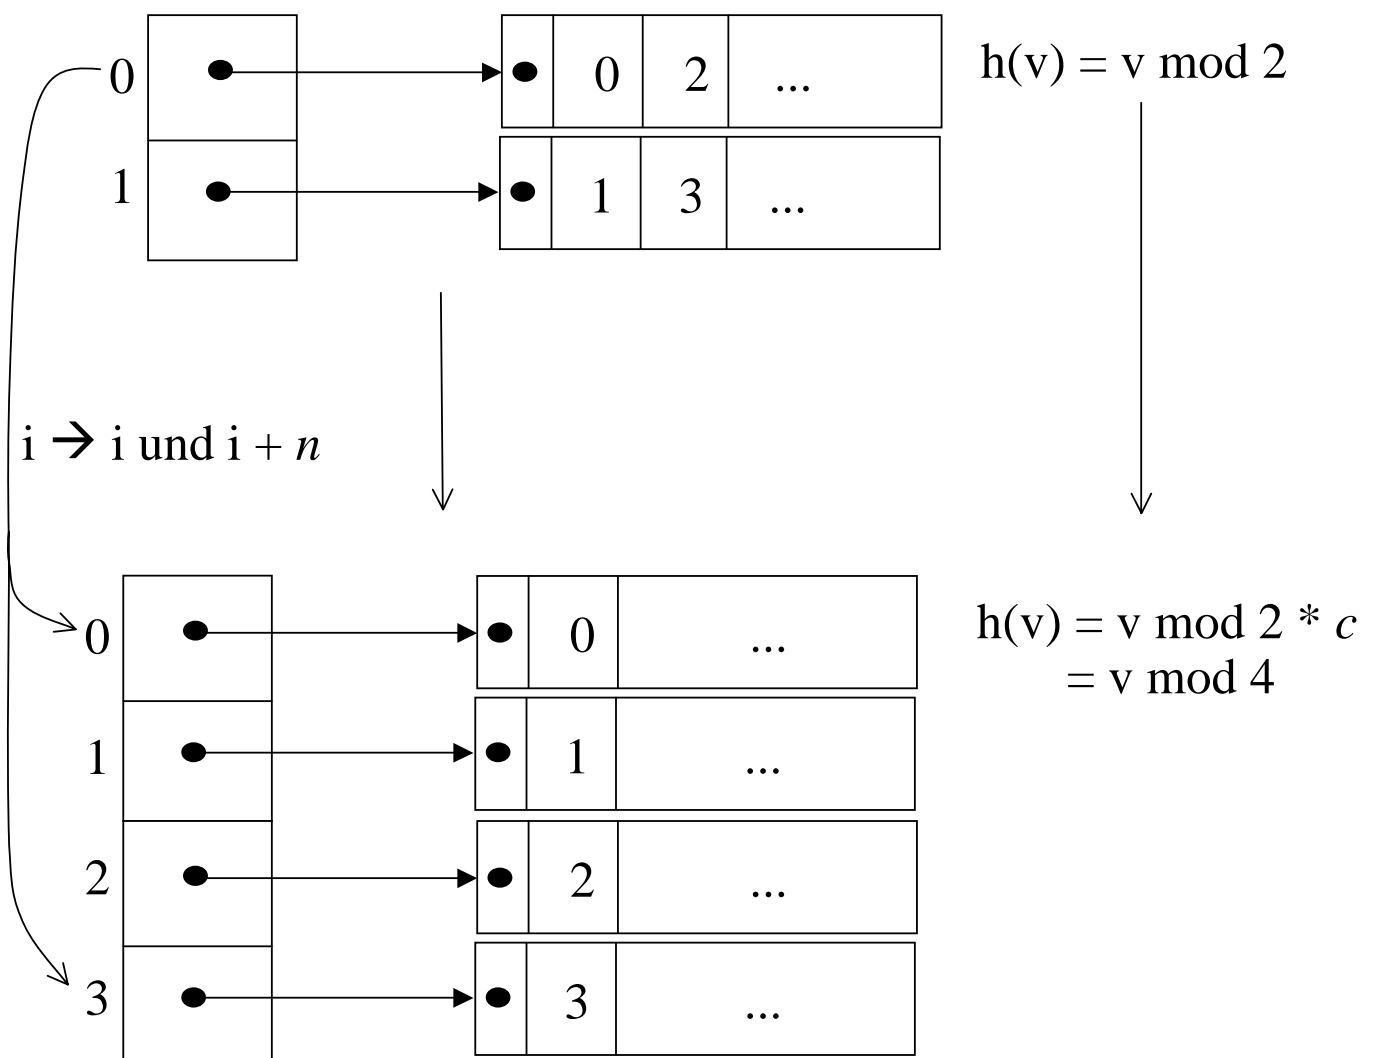 0 0 2 ... h(v) = v mod 2
1 1 3 ...
i → i und i + n
0 0 ... h(v) = v mod 2 * c
= v mod 4
1 1 ...
2 2 ...
3 3 ...